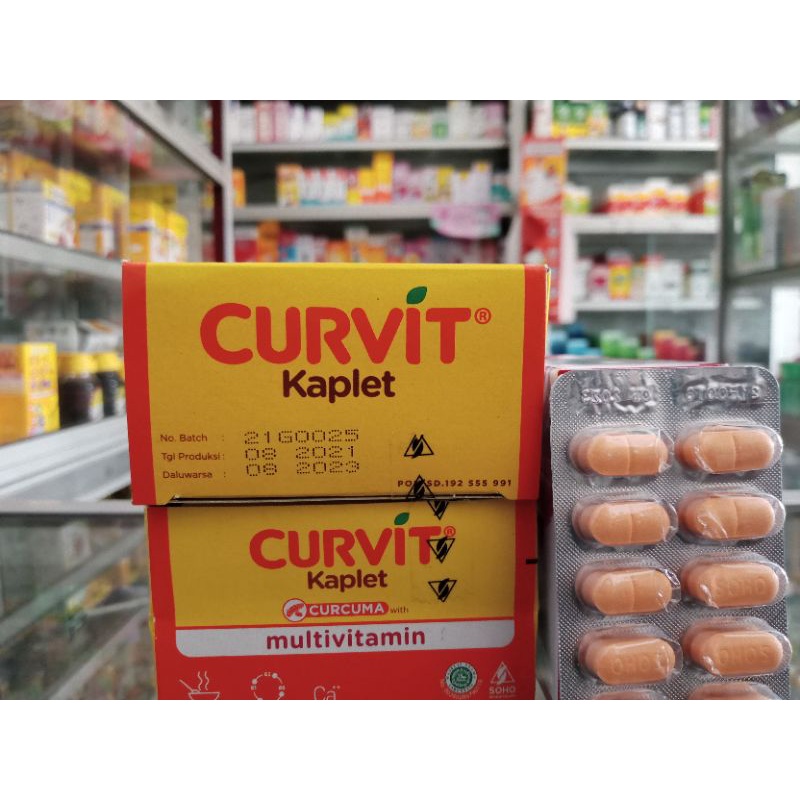 CURVIT®
Kaplet
No. Batch : 21G0025
Tgl Produksi : 08 2021
Daluwarsa : 08 2023
SD.192 555 991
CURVIT®
Kaplet
CURCUMA with
multivitamin
Ca⁺⁺
SOHO
SOHO
SOHO
SOHO